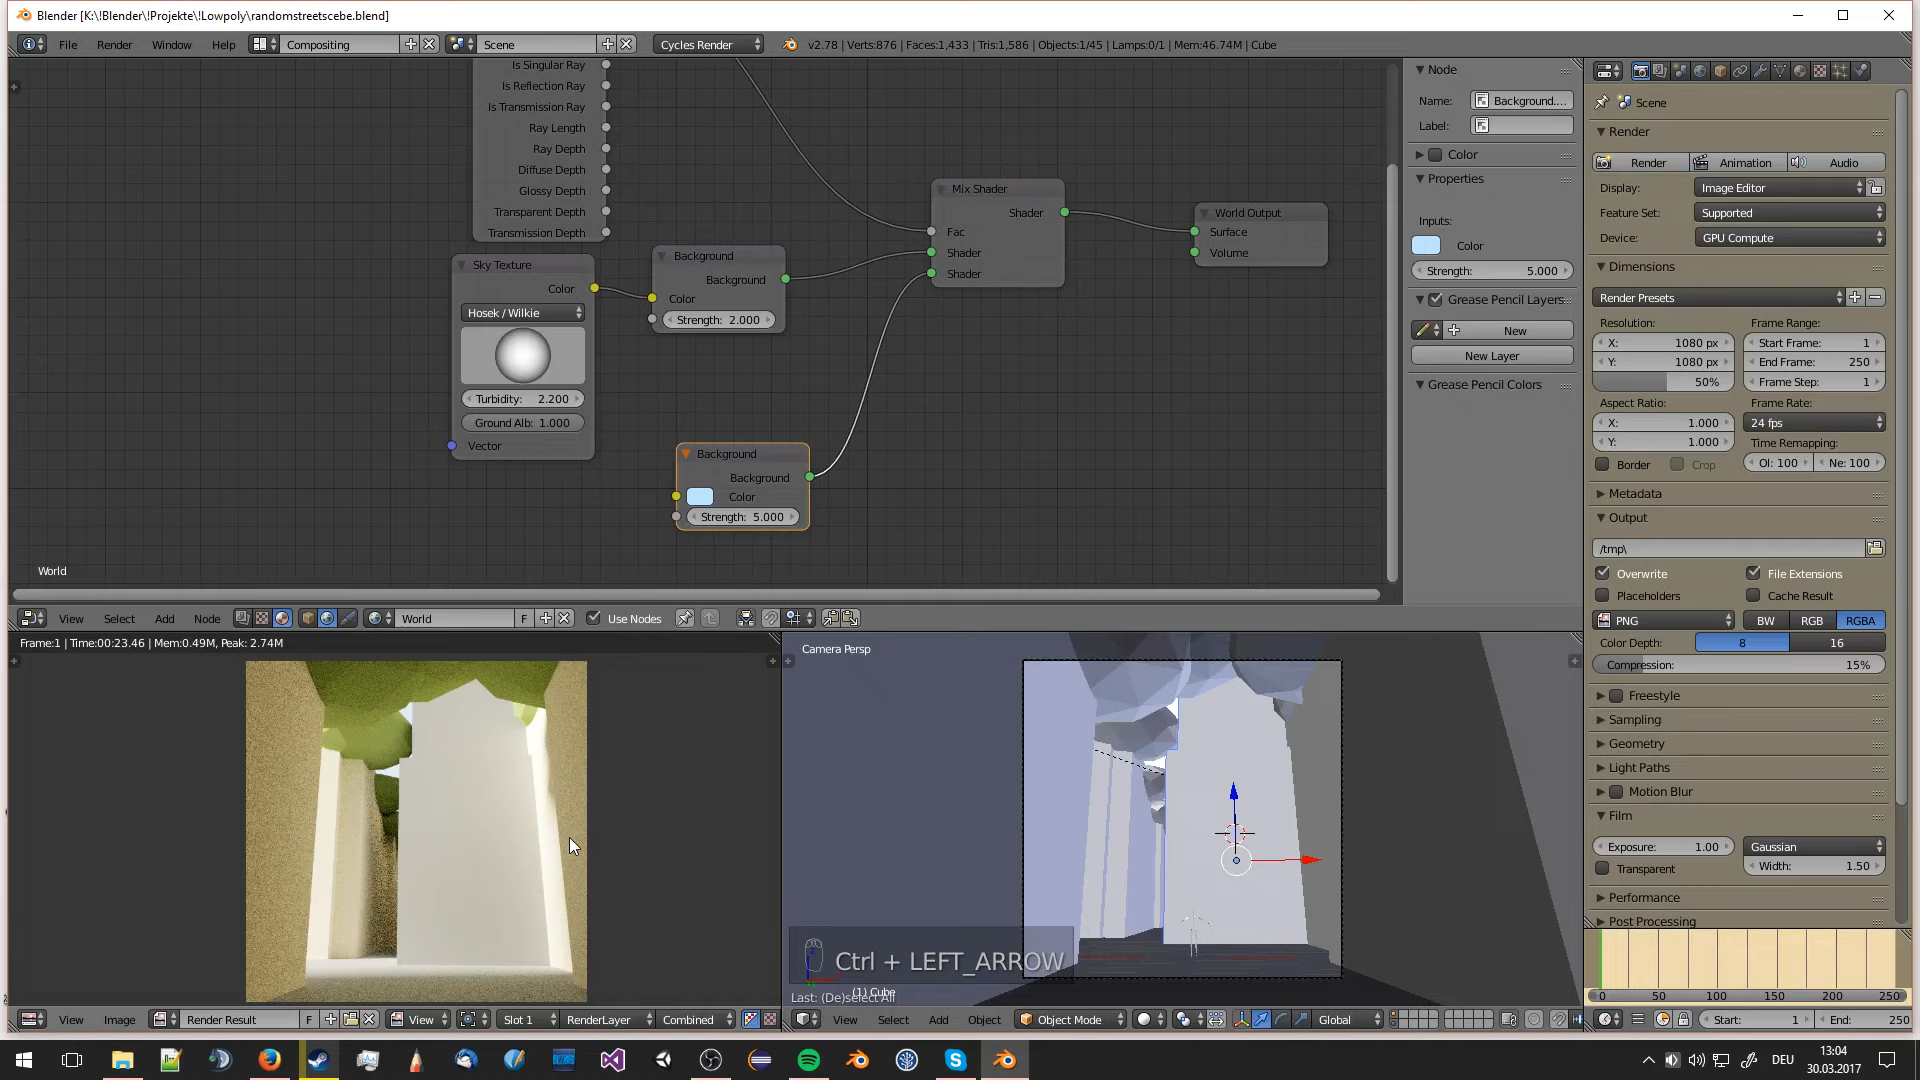 Blender [K:\!Blender\!Projekte\!Lowpoly\randomstreetscebe.blend]
File Render Window Help Compositing Scene Cycles Render v2.78 | Verts:876 | Faces:1,433 | Tris:1,586 | Objects:1/45 | Lamps:0/1 | Mem:46.74M | Cube
Is Singular Ray
Is Reflection Ray
Is Transmission Ray
Ray Length
Ray Depth
Diffuse Depth
Glossy Depth
Transparent Depth
Transmission Depth
Sky Texture
Color
Hosek / Wilkie
Turbidity: 2.200
Ground Alb: 1.000
Vector
Background
Background
Color
Strength: 2.000
Background
Background
Color
Strength: 5.000
Mix Shader
Shader
Fac
Shader
Shader
World Output
Surface
Volume
World
Node
Name: Background....
Label:
Color
Properties
Inputs:
Color
Strength: 5.000
Grease Pencil Layers
New
New Layer
Grease Pencil Colors
Scene
Render
Render Animation Audio
Display: Image Editor
Feature Set: Supported
Device: GPU Compute
Dimensions
Render Presets
Resolution: Frame Range:
X: 1080 px Start Frame: 1
Y: 1080 px End Frame: 250
50% Frame Step: 1
Aspect Ratio: Frame Rate:
X: 1.000 24 fps
Y: 1.000 Time Remapping:
Border Crop Ol: 100 Ne: 100
Metadata
Output
/tmp\
Overwrite File Extensions
Placeholders Cache Result
PNG BW RGB RGBA
Color Depth: 8 16
Compression: 15%
Freestyle
Sampling
Geometry
Light Paths
Motion Blur
Film
Exposure: 1.00 Gaussian
Transparent Width: 1.50
Performance
Post Processing
0 50 100 150 200 250
Start: 1 End: 250
View Select Add Node World F Use Nodes
Frame:1 | Time:00:23.46 | Mem:0.49M, Peak: 2.74M
Camera Persp
Ctrl + LEFT_ARROW
(1) Cube
Last: (De)select All
View Image Render Result F View Slot 1 RenderLayer Combined
View Select Add Object Object Mode Global
DEU
13:04
30.03.2017